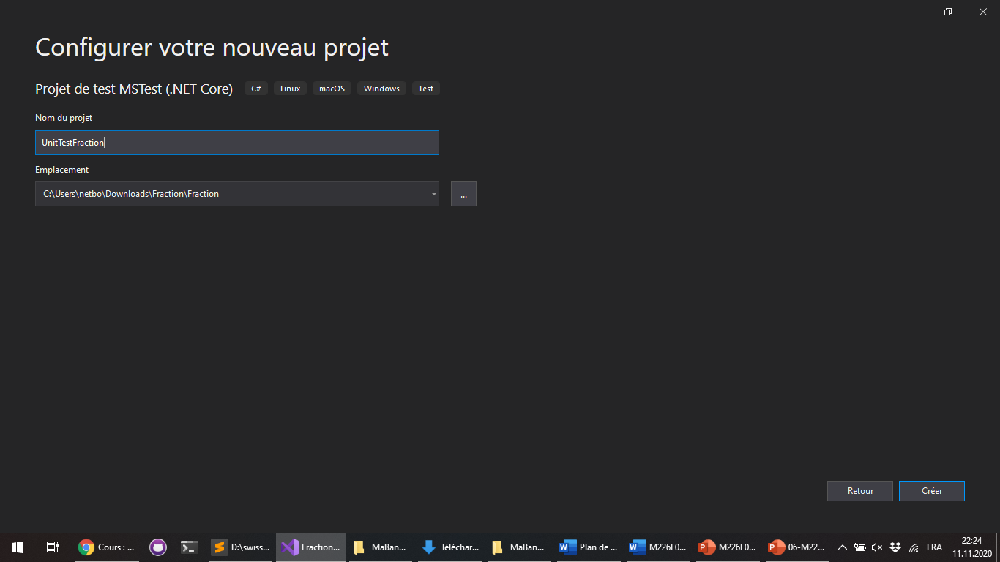 Configurer votre nouveau projet
Projet de test MSTest (.NET Core) C# Linux macOS Windows Test
Nom du projet
UnitTestFraction
Emplacement
C:\Users\netbo\Downloads\Fraction\Fraction
...
Retour Créer
Cours : ... D:\swiss... Fraction... MaBan... Téléchar... MaBan... Plan de ... M226L0... M226L0... 06-M22... FRA 22:24
11.11.2020